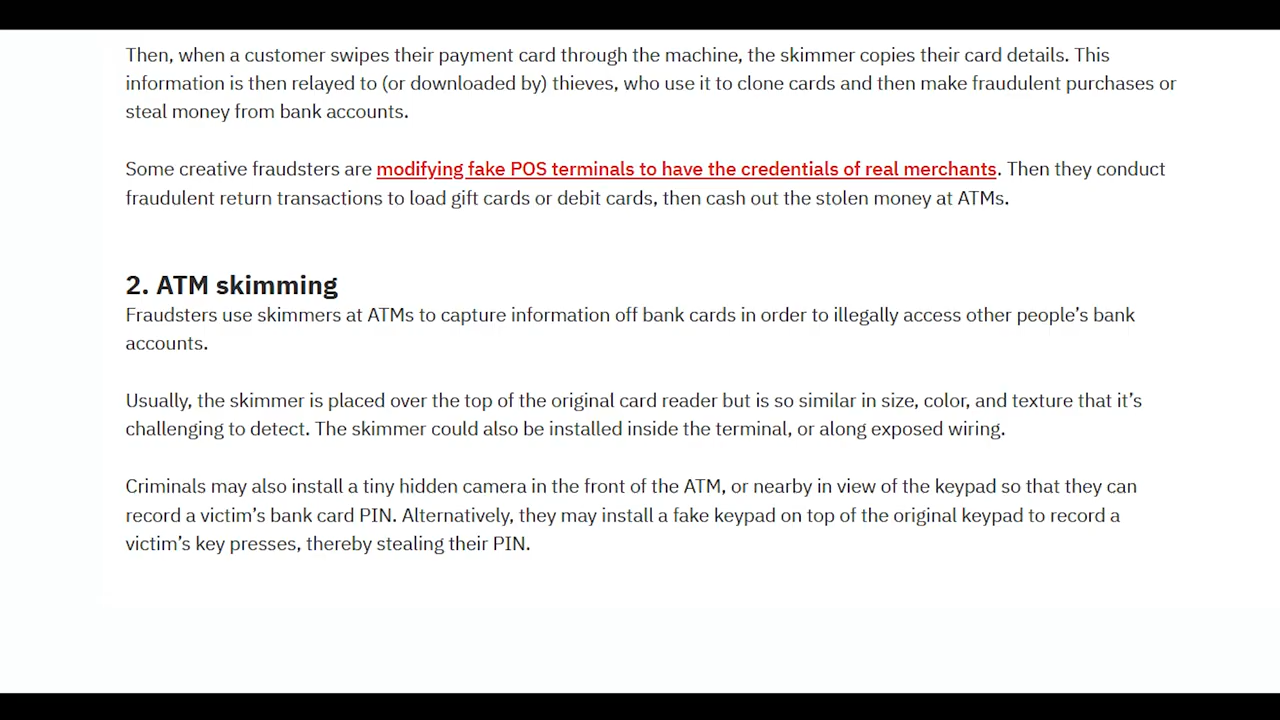 Then, when a customer swipes their payment card through the machine, the skimmer copies their card details. This
information is then relayed to (or downloaded by) thieves, who use it to clone cards and then make fraudulent purchases or
steal money from bank accounts.
Some creative fraudsters are modifying fake POS terminals to have the credentials of real merchants. Then they conduct
fraudulent return transactions to load gift cards or debit cards, then cash out the stolen money at ATMs.
2. ATM skimming
Fraudsters use skimmers at ATMs to capture information off bank cards in order to illegally access other people’s bank
accounts.
Usually, the skimmer is placed over the top of the original card reader but is so similar in size, color, and texture that it’s
challenging to detect. The skimmer could also be installed inside the terminal, or along exposed wiring.
Criminals may also install a tiny hidden camera in the front of the ATM, or nearby in view of the keypad so that they can
record a victim’s bank card PIN. Alternatively, they may install a fake keypad on top of the original keypad to record a
victim’s key presses, thereby stealing their PIN.